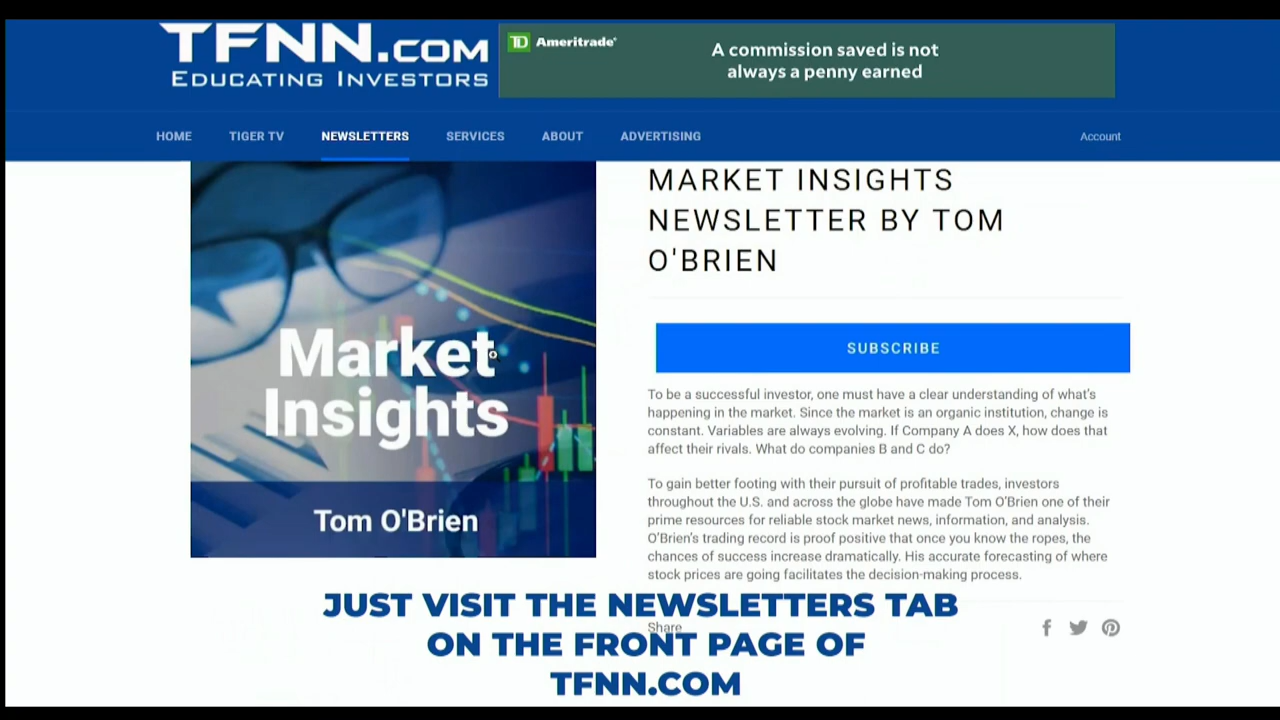 TFNN.COM
EDUCATING INVESTORS
TD Ameritrade
A commission saved is not
always a penny earned
HOME TIGER TV NEWSLETTERS SERVICES ABOUT ADVERTISING Account
MARKET INSIGHTS
NEWSLETTER BY TOM
O'BRIEN
Market
Insights
Tom O'Brien
SUBSCRIBE
To be a successful investor, one must have a clear understanding of what's
happening in the market. Since the market is an organic institution, change is
constant. Variables are always evolving. If Company A does X, how does that
affect their rivals. What do companies B and C do?
To gain better footing with their pursuit of profitable trades, investors
throughout the U.S. and across the globe have made Tom O'Brien one of their
prime resources for reliable stock market news, information, and analysis.
O'Brien's trading record is proof positive that once you know the ropes, the
chances of success increase dramatically. His accurate forecasting of where
stock prices are going facilitates the decision-making process.
Share
JUST VISIT THE NEWSLETTERS TAB
ON THE FRONT PAGE OF
TFNN.COM